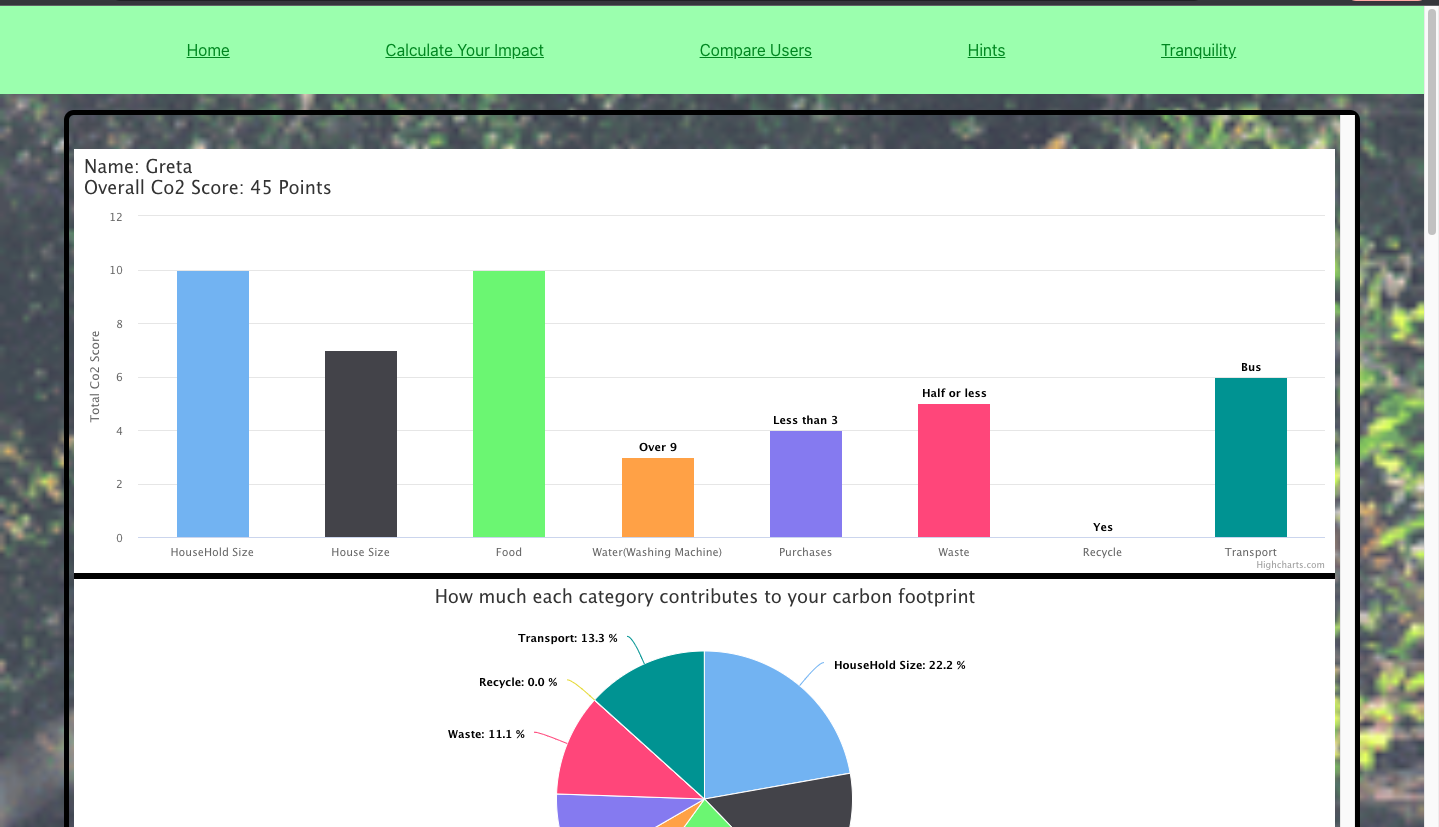 Home Calculate Your Impact Compare Users Hints Tranquility
Name: Greta
Overall Co2 Score: 45 Points
Total Co2 Score
12
10
8
6
4
2
0
Over 9
Less than 3
Half or less
Yes
Bus
HouseHold Size House Size Food Water(Washing Machine) Purchases Waste Recycle Transport
Highcharts.com
How much each category contributes to your carbon footprint
Transport: 13.3 %
HouseHold Size: 22.2 %
Recycle: 0.0 %
Waste: 11.1 %